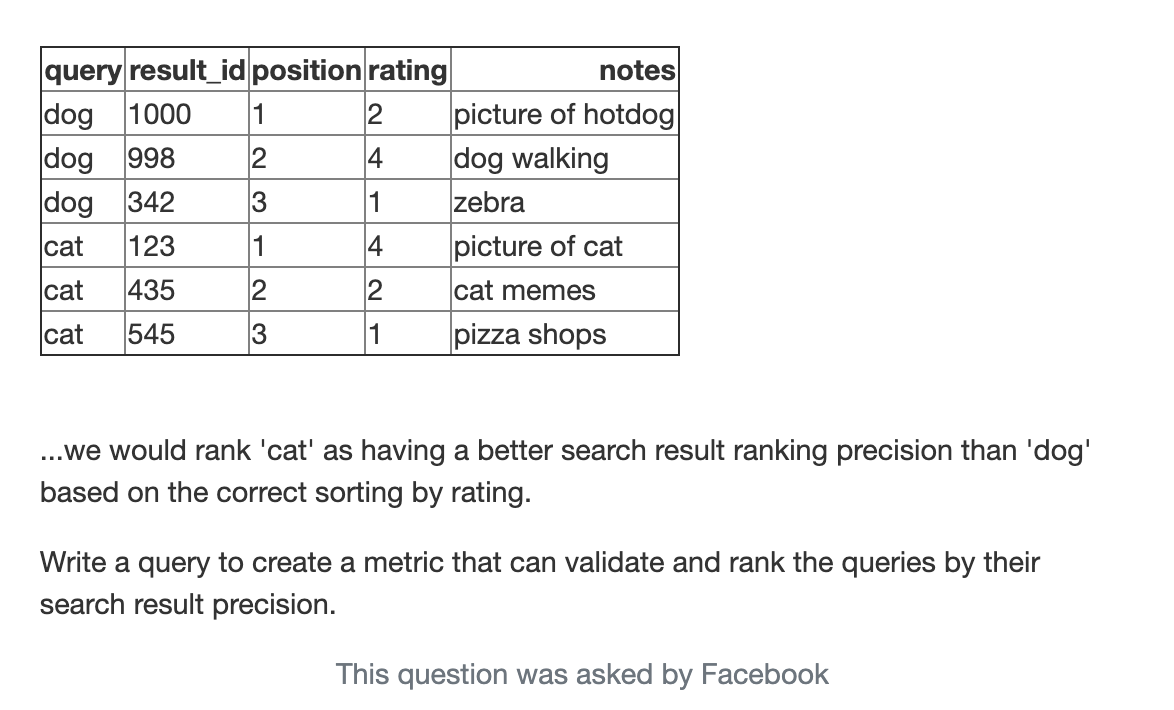 query result_id position rating notes
dog 1000 1 2 picture of hotdog
dog 998 2 4 dog walking
dog 342 3 1 zebra
cat 123 1 4 picture of cat
cat 435 2 2 cat memes
cat 545 3 1 pizza shops
...we would rank 'cat' as having a better search result ranking precision than 'dog'
based on the correct sorting by rating.
Write a query to create a metric that can validate and rank the queries by their
search result precision.
This question was asked by Facebook